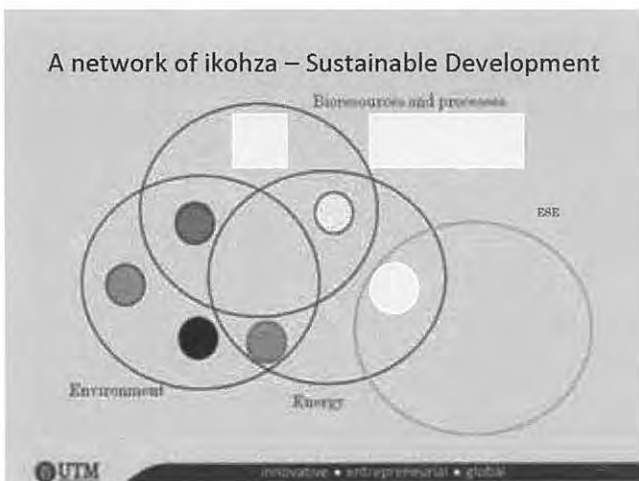 A network of ikohza – Sustainable Development
Bioresources and processes
ESE
Environment
Energy
UTM
innovative • entrepreneurial • global